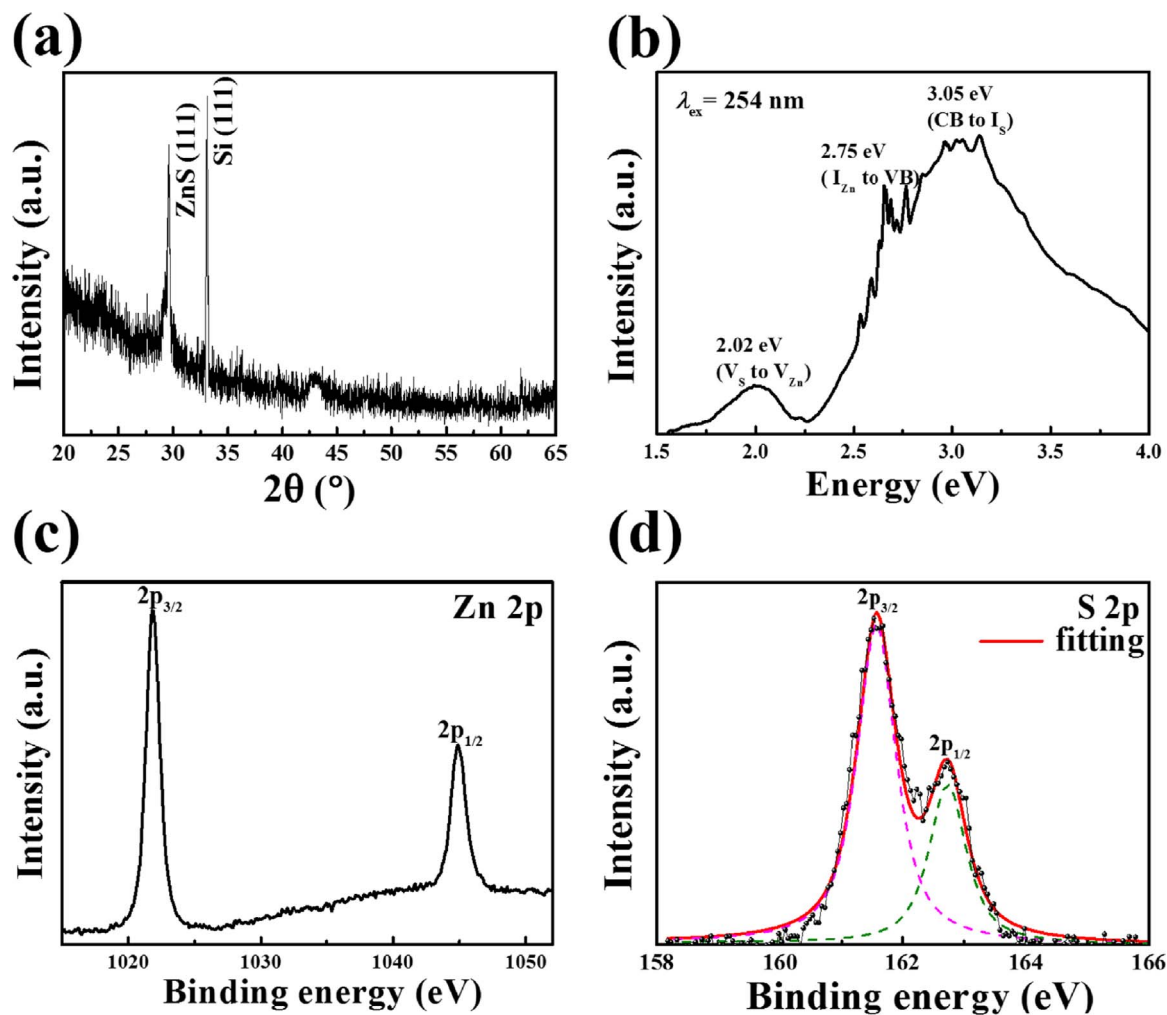 (a)
Intensity (a.u.)
ZnS (111)
Si (111)
20 25 30 35 40 45 50 55 60 65
2θ (°)
(b)
Intensity (a.u.)
λex= 254 nm
3.05 eV
(CB to IS)
2.75 eV
( IZn to VB)
2.02 eV
(VS to VZn)
1.5 2.0 2.5 3.0 3.5 4.0
Energy (eV)
(c)
Intensity (a.u.)
2p3/2
Zn 2p
2p1/2
1020 1030 1040 1050
Binding energy (eV)
(d)
Intensity (a.u.)
2p3/2
S 2p
fitting
2p1/2
158 160 162 164 166
Binding energy (eV)